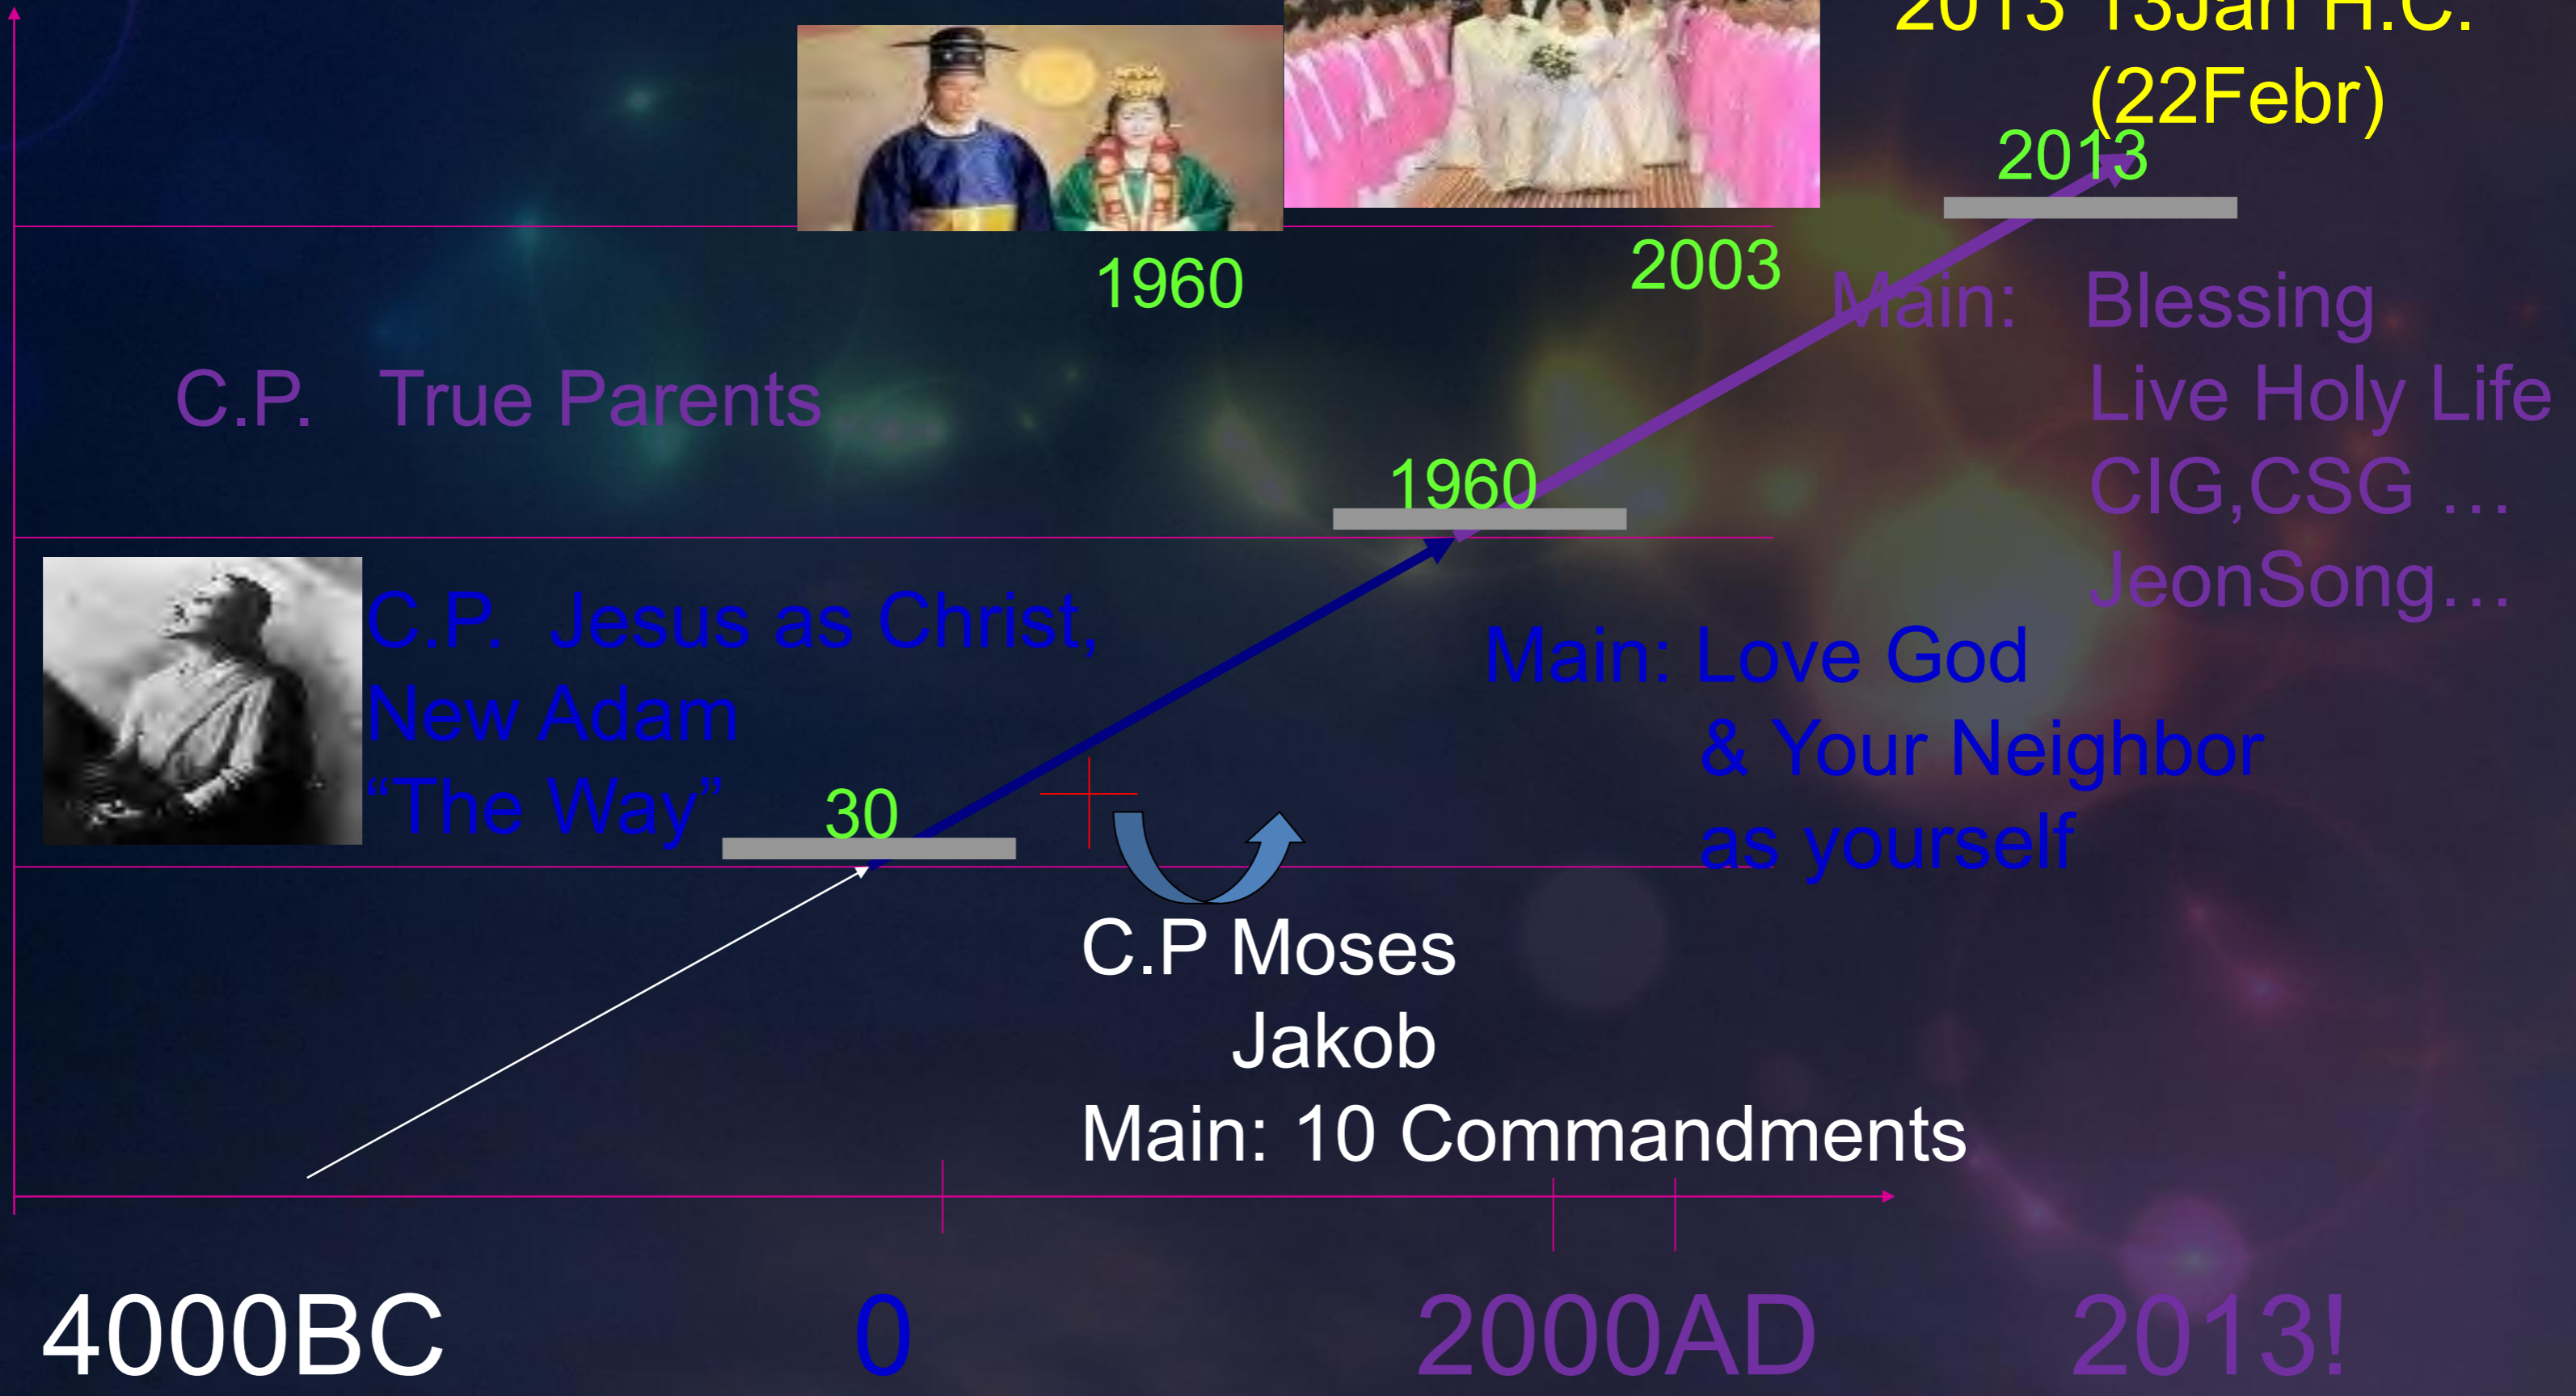 2013 13Jan H.C.
(22Febr)
2013
1960
2003
Main: Blessing
Live Holy Life
CIG,CSG …
JeonSong…
C.P. True Parents
1960
C.P. Jesus as Christ,
New Adam
“The Way”
30
Main: Love God
& Your Neighbor
as yourself
C.P Moses
Jakob
Main: 10 Commandments
4000BC
0
2000AD
2013!